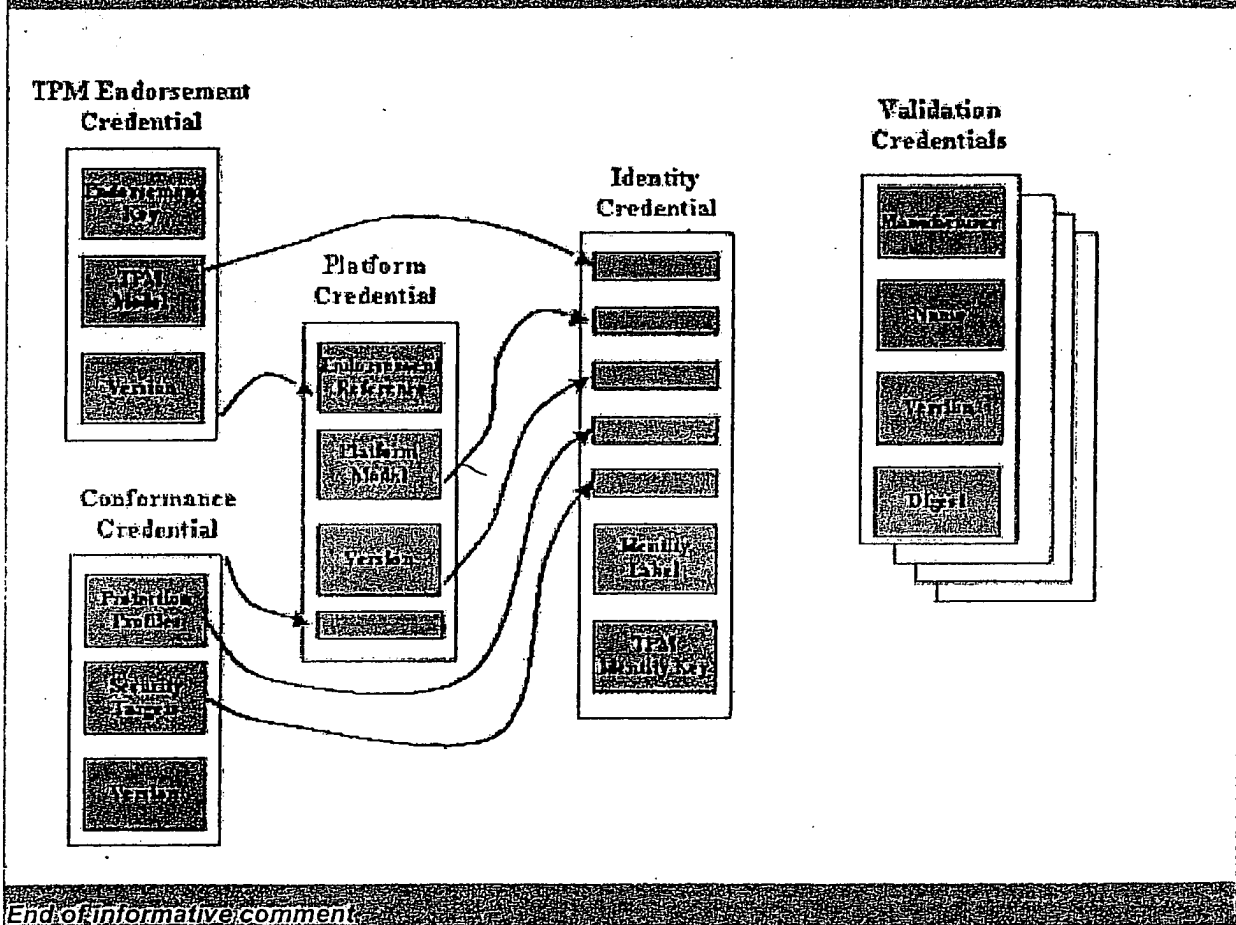 TPM Endorsement
Credential
Endorsement
Key
TPM
Model
Version
Conformance
Credential
Protection
Profiles
Security
Targets
Version
Platform
Credential
Endorsement
Reference
Platform
Model
Version
Identity
Credential
Identity
Label
TPM
Identity Key
Validation
Credentials
Manufacturer
Name
Version
Digest
End of informative comment.